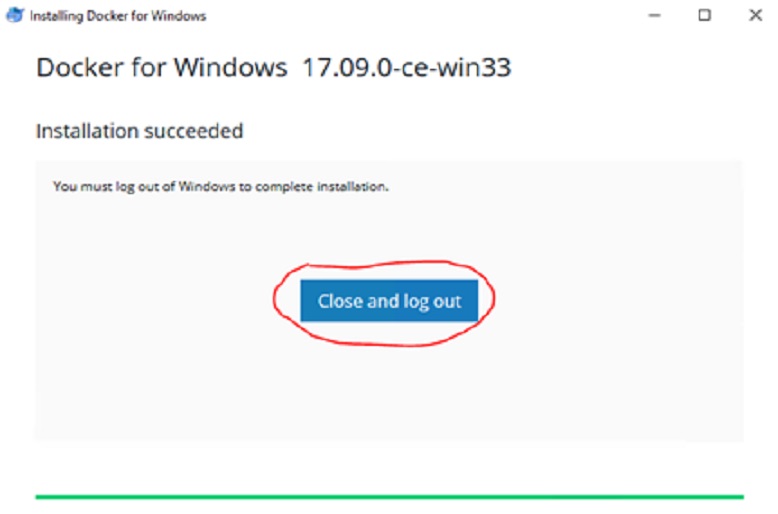 Installing Docker for Windows
Docker for Windows 17.09.0-ce-win33
Installation succeeded
You must log out of Windows to complete installation.
Close and log out